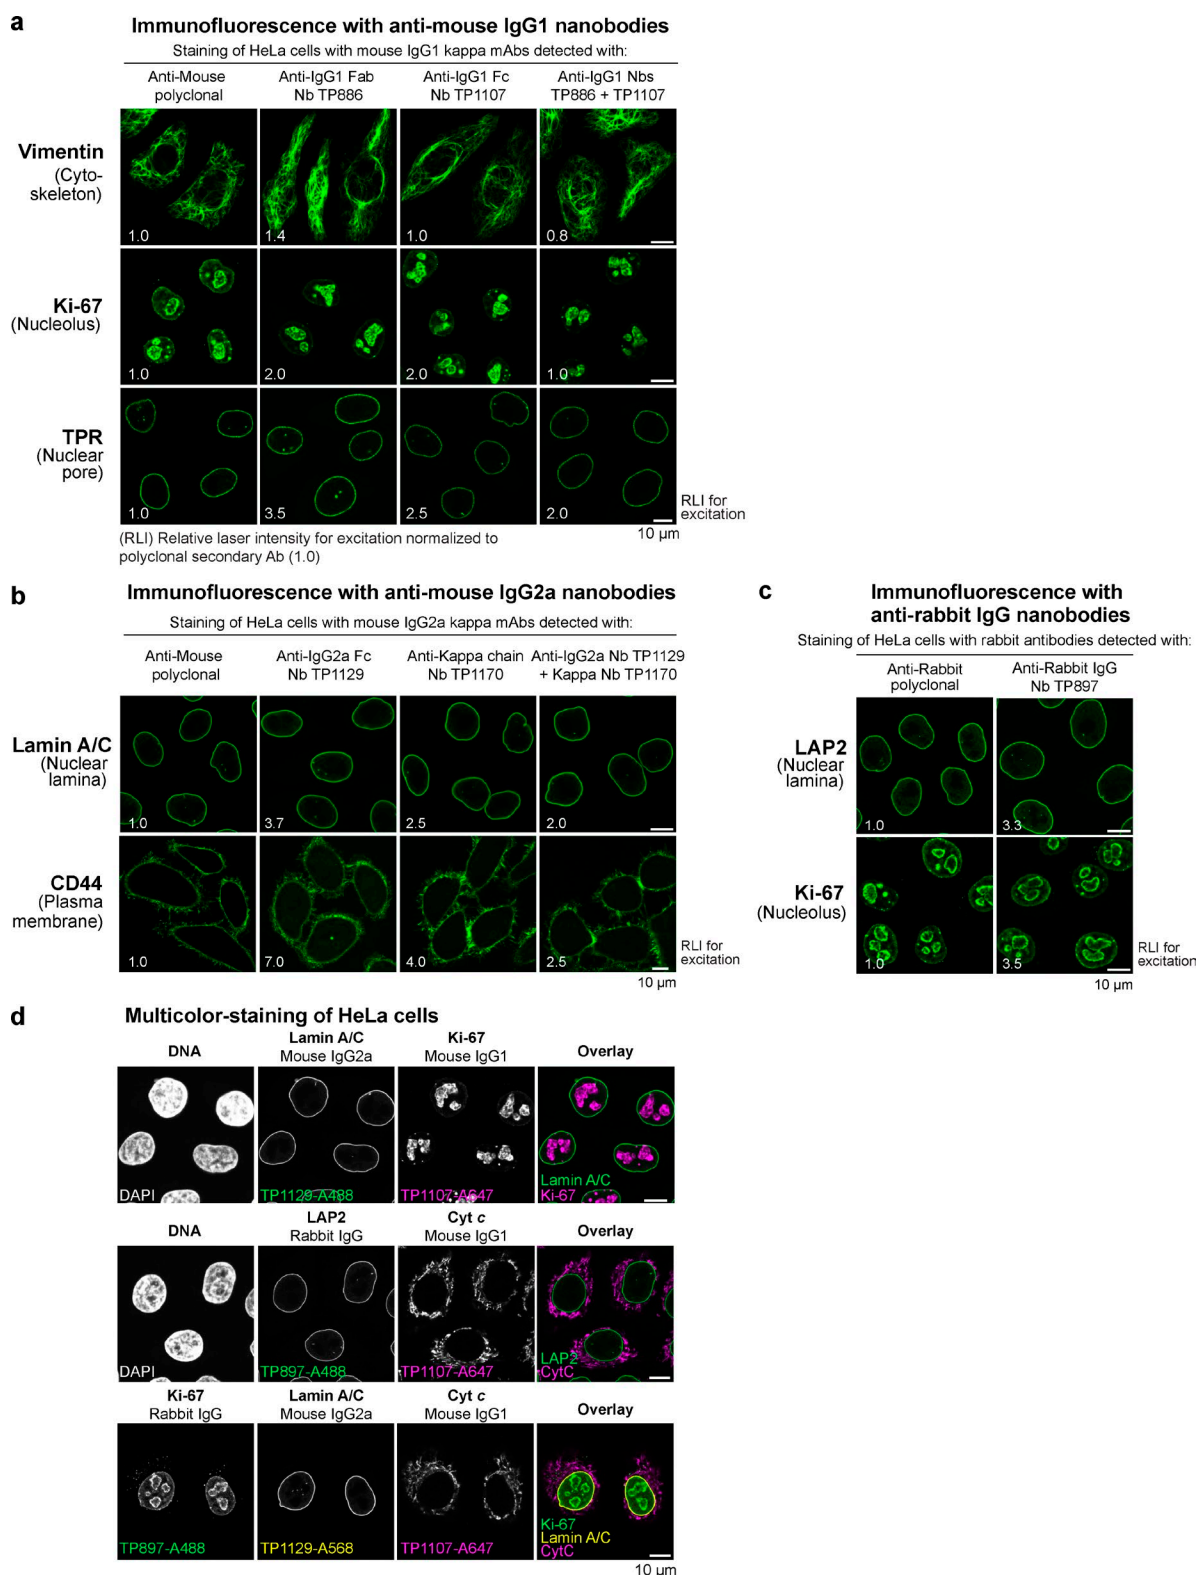 a
Immunofluorescence with anti-mouse IgG1 nanobodies
Staining of HeLa cells with mouse IgG1 kappa mAbs detected with:
Anti-Mouse
polyclonal
Anti-IgG1 Fab
Nb TP886
Anti-IgG1 Fc
Nb TP1107
Anti-IgG1 Nbs
TP886 + TP1107
Vimentin
(Cyto-
skeleton)
1.0
1.4
1.0
0.8
Ki-67
(Nucleolus)
1.0
2.0
2.0
1.0
TPR
(Nuclear
pore)
1.0
3.5
2.5
2.0
RLI for
excitation
10 µm
(RLI) Relative laser intensity for excitation normalized to
polyclonal secondary Ab (1.0)
b
Immunofluorescence with anti-mouse IgG2a nanobodies
Staining of HeLa cells with mouse IgG2a kappa mAbs detected with:
Anti-Mouse
polyclonal
Anti-IgG2a Fc
Nb TP1129
Anti-Kappa chain
Nb TP1170
Anti-IgG2a Nb TP1129
+ Kappa Nb TP1170
Lamin A/C
(Nuclear
lamina)
1.0
3.7
2.5
2.0
CD44
(Plasma
membrane)
1.0
7.0
4.0
2.5
RLI for
excitation
10 µm
c
Immunofluorescence with
anti-rabbit IgG nanobodies
Staining of HeLa cells with rabbit antibodies detected with:
Anti-Rabbit
polyclonal
Anti-Rabbit IgG
Nb TP897
LAP2
(Nuclear
lamina)
1.0
3.3
Ki-67
(Nucleolus)
1.0
3.5
RLI for
excitation
10 µm
d
Multicolor-staining of HeLa cells
DNA
Lamin A/C
Mouse IgG2a
Ki-67
Mouse IgG1
Overlay
DAPI
TP1129-A488
TP1107-A647
Lamin A/C
Ki-67
DNA
LAP2
Rabbit IgG
Cyt c
Mouse IgG1
Overlay
DAPI
TP897-A488
TP1107-A647
LAP2
CytC
Ki-67
Rabbit IgG
Lamin A/C
Mouse IgG2a
Cyt c
Mouse IgG1
Overlay
TP897-A488
TP1129-A568
TP1107-A647
Ki-67
Lamin A/C
CytC
10 µm